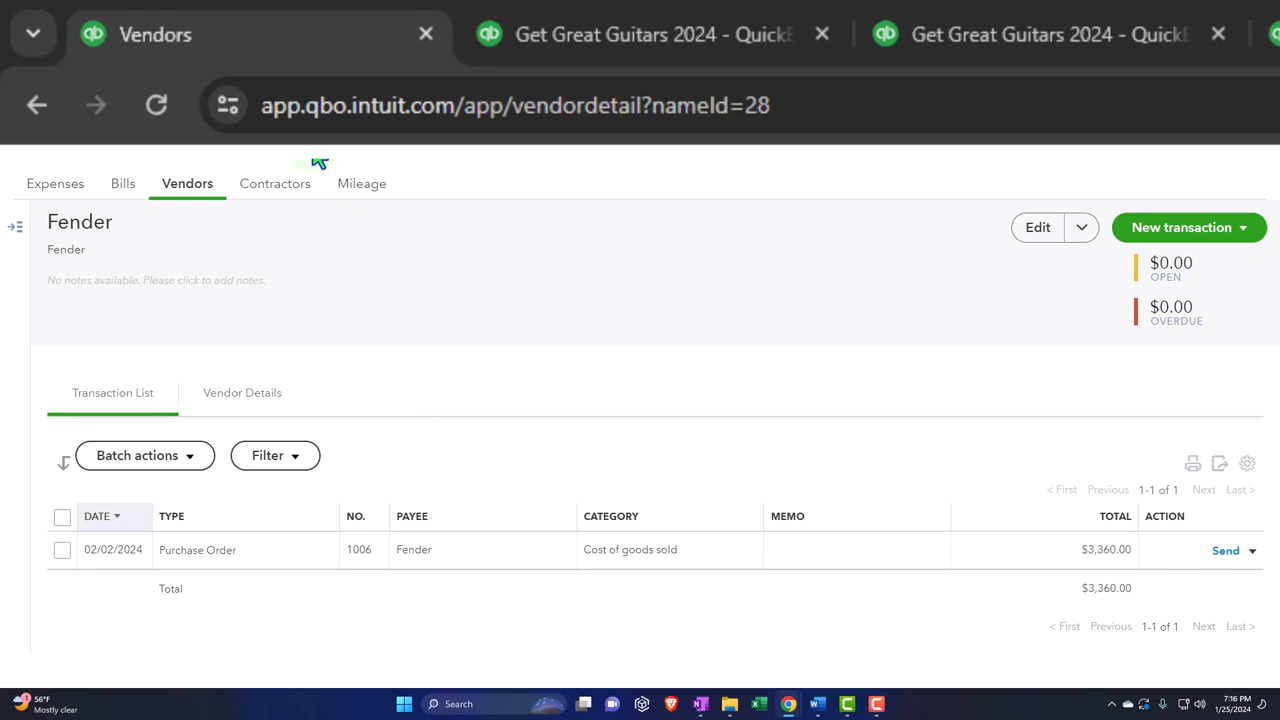 Vendors
Get Great Guitars 2024 - QuickB
Get Great Guitars 2024 - QuickB
app.qbo.intuit.com/app/vendordetail?nameId=28
Expenses Bills Vendors Contractors Mileage
Fender
Edit
New transaction
Fender
$0.00
OPEN
No notes available. Please click to add notes.
$0.00
OVERDUE
Transaction List Vendor Details
Batch actions Filter
< First Previous 1-1 of 1 Next Last >
DATE TYPE NO. PAYEE CATEGORY MEMO TOTAL ACTION
02/02/2024 Purchase Order 1006 Fender Cost of goods sold $3,360.00 Send
Total $3,360.00
< First Previous 1-1 of 1 Next Last >
1 56°F
Mostly clear
Search
7:16 PM
1/25/2024